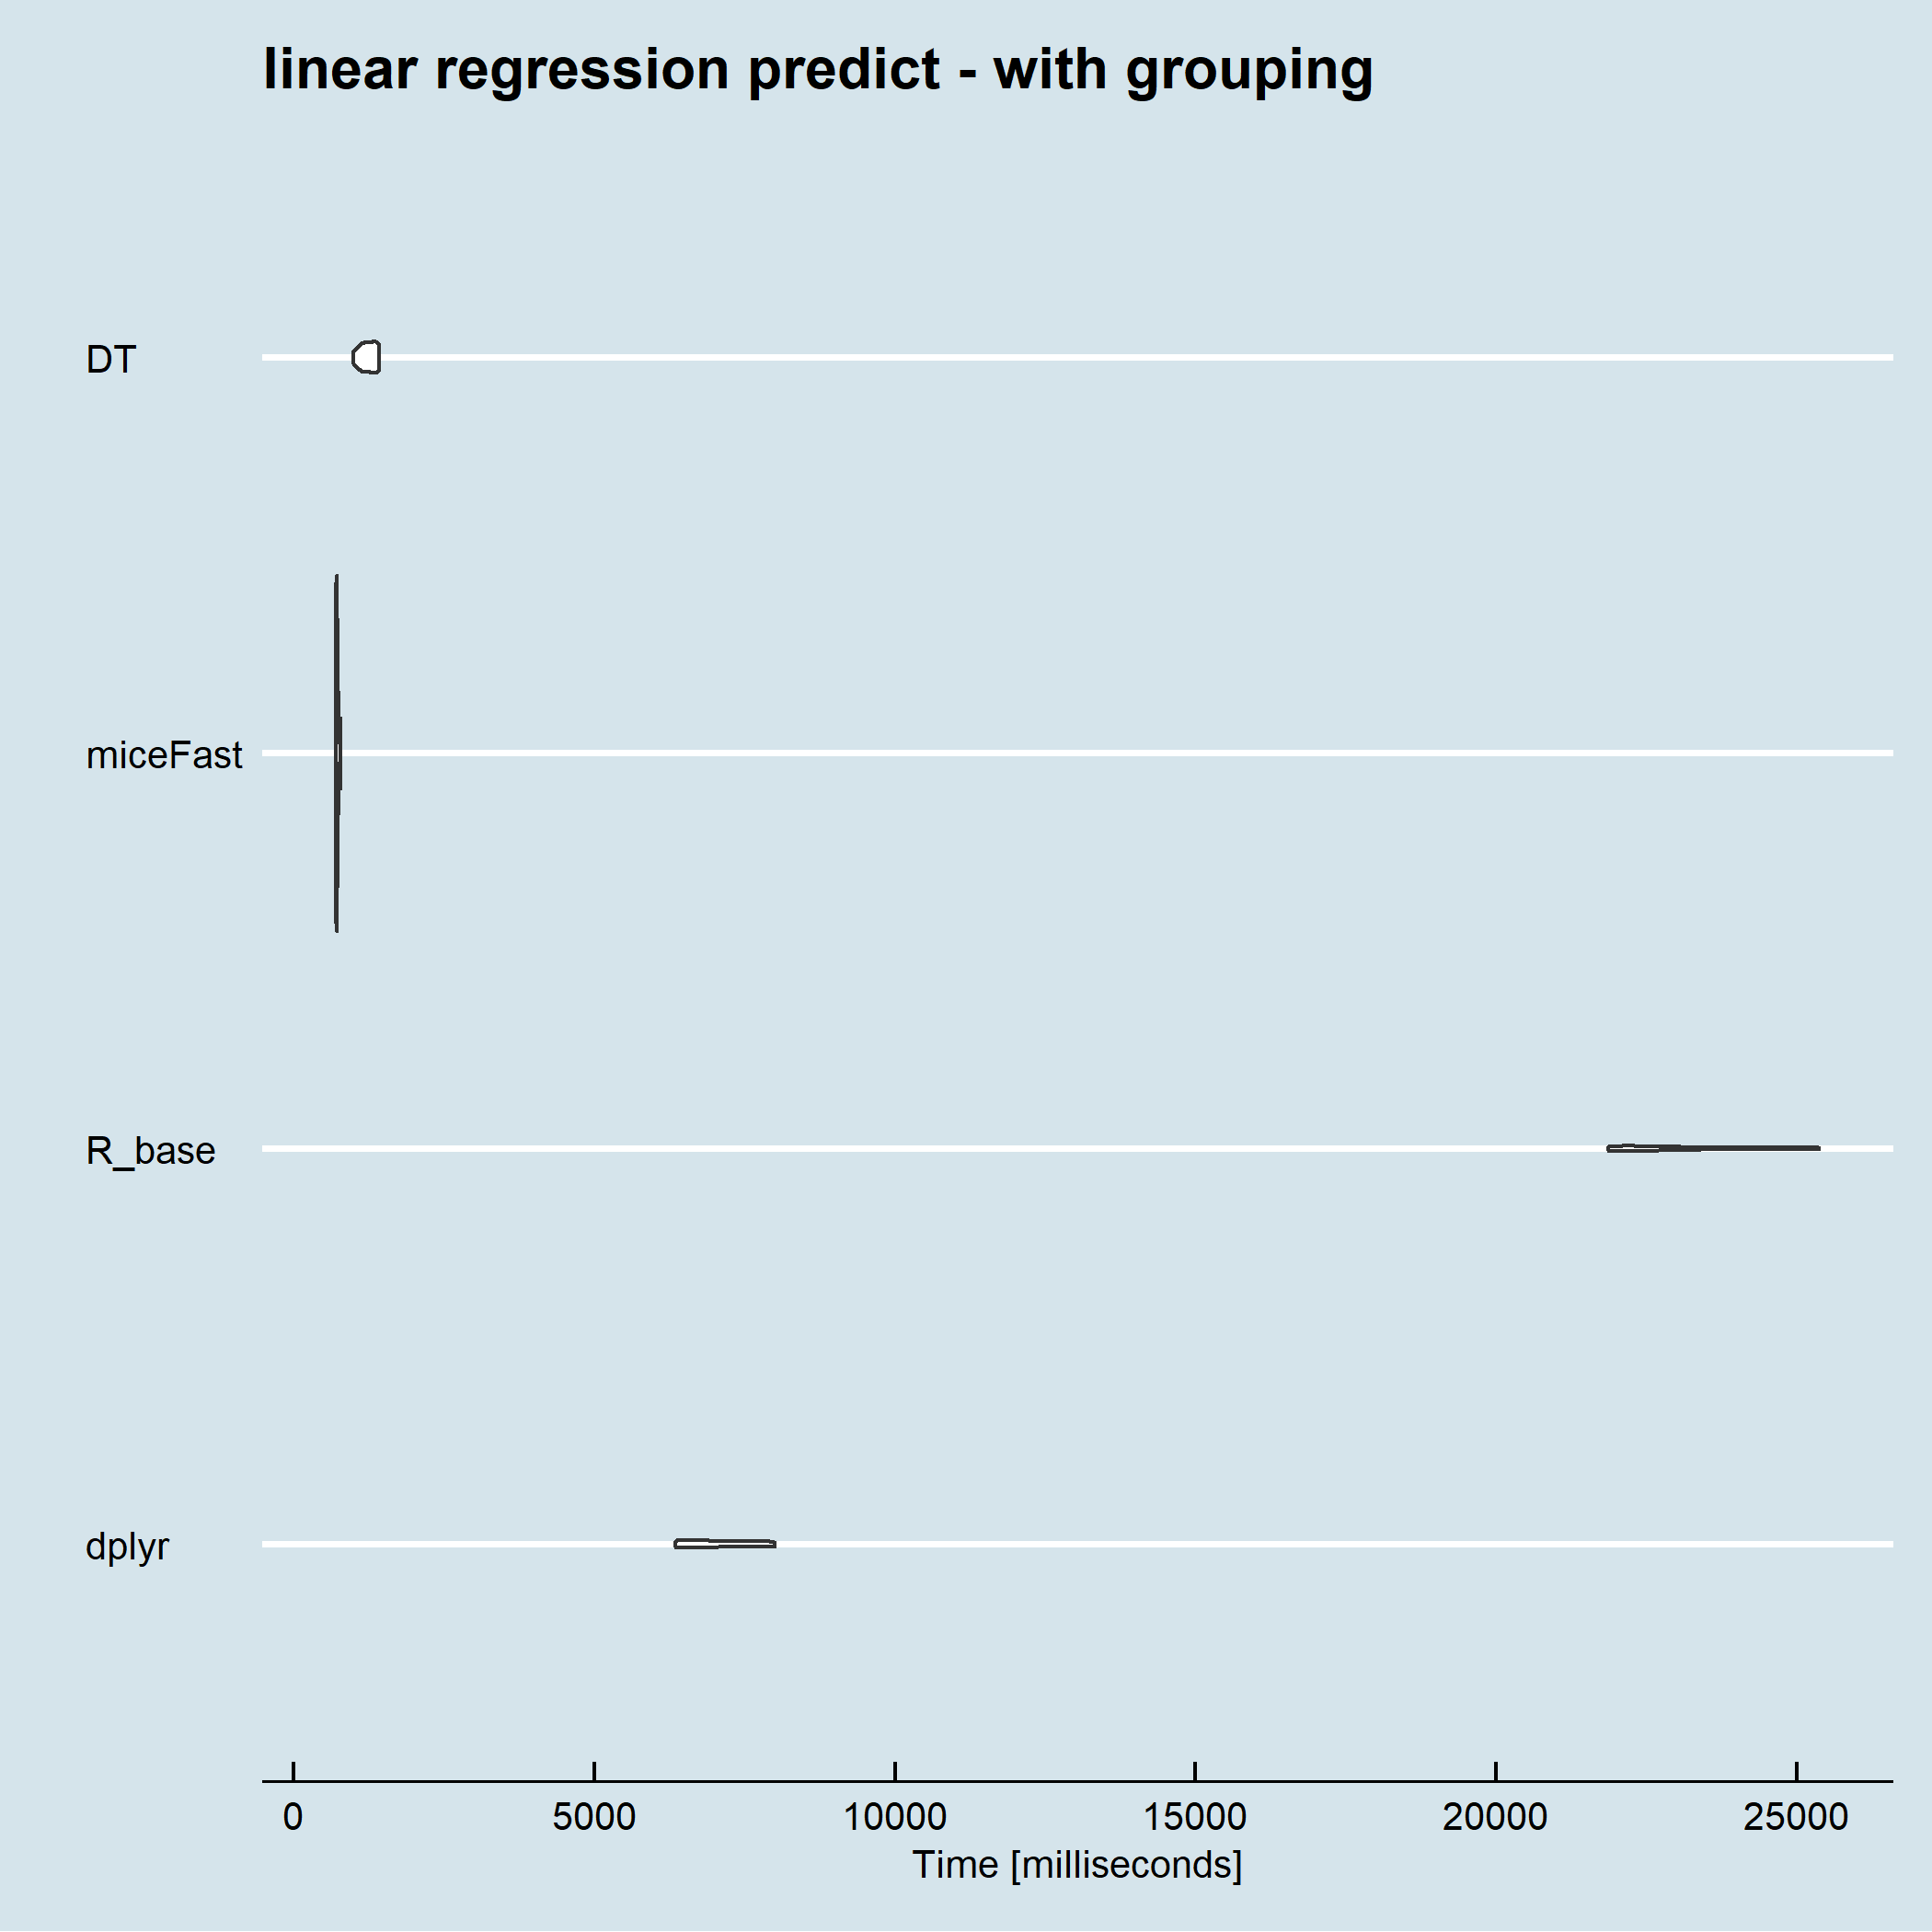 linear regression predict - with grouping
DT
miceFast
R_base
dplyr
0 5000 10000 15000 20000 25000
Time [milliseconds]